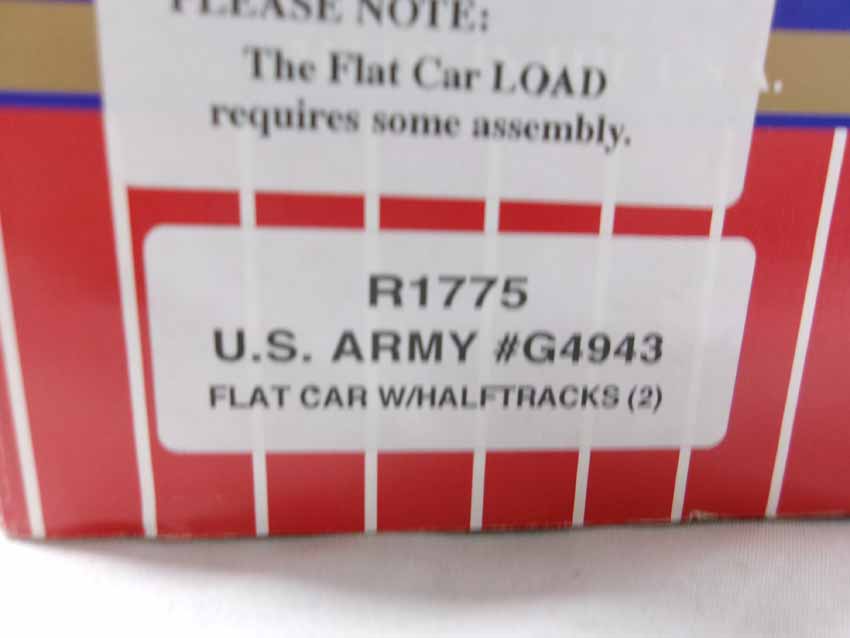 PLEASE NOTE:
The Flat Car LOAD
requires some assembly.
R1775
U.S. ARMY #G4943
FLAT CAR W/HALFTRACKS (2)